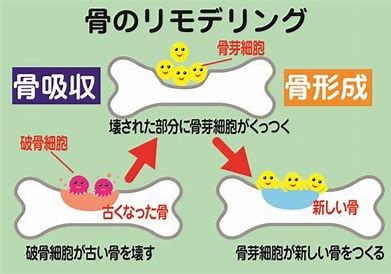 骨のリモデリング
骨芽細胞
骨吸収
骨形成
壊された部分に骨芽細胞がくっつく
破骨細胞
古くなった骨
新しい骨
破骨細胞が古い骨を壊す
骨芽細胞が新しい骨をつくる